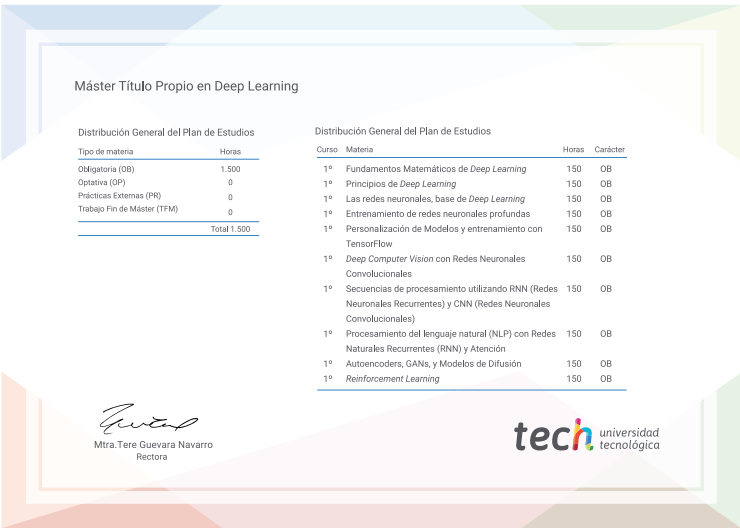 Máster Título Propio en Deep Learning
Distribución General del Plan de Estudios
Tipo de materia Horas
Obligatoria (OB) 1.500
Optativa (OP) 0
Prácticas Externas (PR) 0
Trabajo Fin de Máster (TFM) 0
Total 1.500
Distribución General del Plan de Estudios
Curso Materia Horas Carácter
1º Fundamentos Matemáticos de Deep Learning 150 OB
1º Principios de Deep Learning 150 OB
1º Las redes neuronales, base de Deep Learning 150 OB
1º Entrenamiento de redes neuronales profundas 150 OB
1º Personalización de Modelos y entrenamiento con 150 OB
TensorFlow
1º Deep Computer Vision con Redes Neuronales 150 OB
Convolucionales
1º Secuencias de procesamiento utilizando RNN (Redes 150 OB
Neuronales Recurrentes) y CNN (Redes Neuronales
Convolucionales)
1º Procesamiento del lenguaje natural (NLP) con Redes 150 OB
Naturales Recurrentes (RNN) y Atención
1º Autoencoders, GANs, y Modelos de Difusión 150 OB
1º Reinforcement Learning 150 OB
Mtra.Tere Guevara Navarro
Rectora
tech universidad
tecnológica